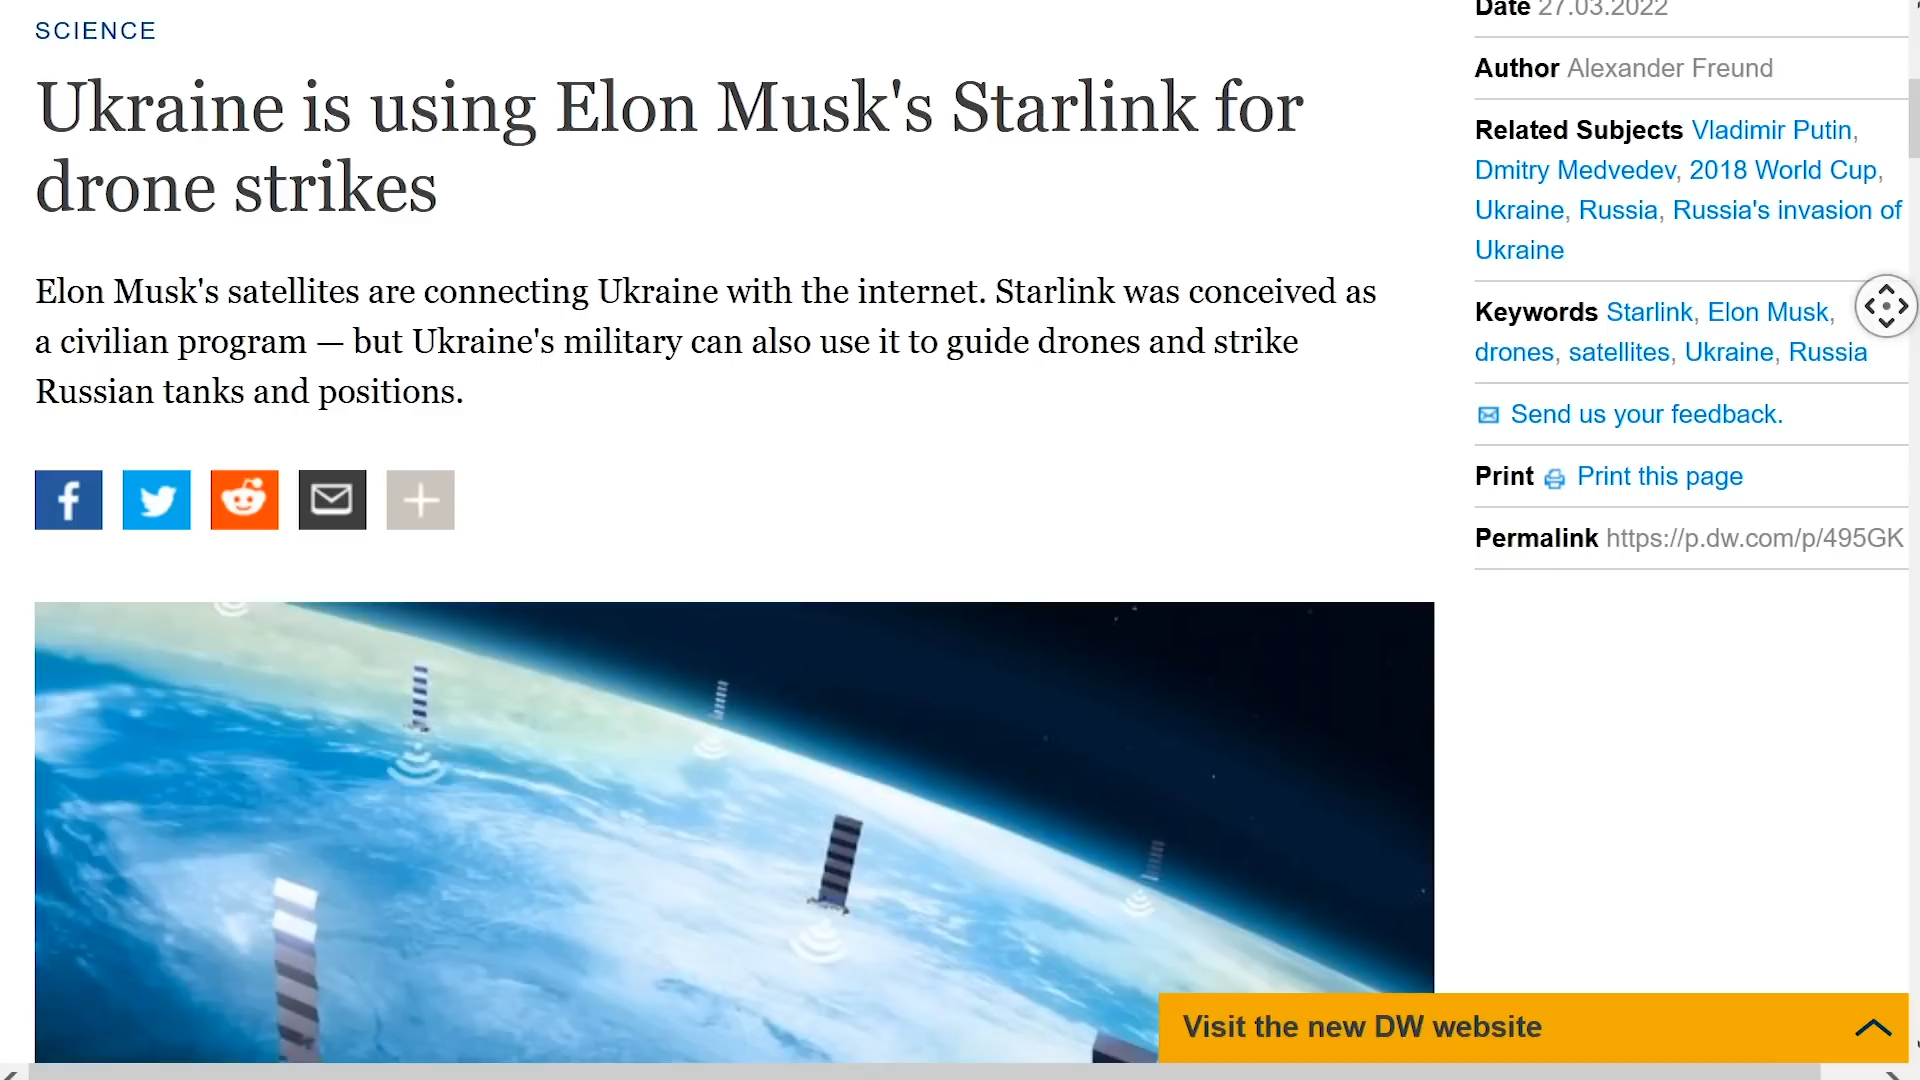 SCIENCE
Ukraine is using Elon Musk's Starlink for
drone strikes
Elon Musk's satellites are connecting Ukraine with the internet. Starlink was conceived as
a civilian program — but Ukraine's military can also use it to guide drones and strike
Russian tanks and positions.
Date 27.03.2022
Author Alexander Freund
Related Subjects Vladimir Putin,
Dmitry Medvedev, 2018 World Cup,
Ukraine, Russia, Russia's invasion of
Ukraine
Keywords Starlink, Elon Musk,
drones, satellites, Ukraine, Russia
Send us your feedback.
Print Print this page
Permalink https://p.dw.com/p/495GK
Visit the new DW website